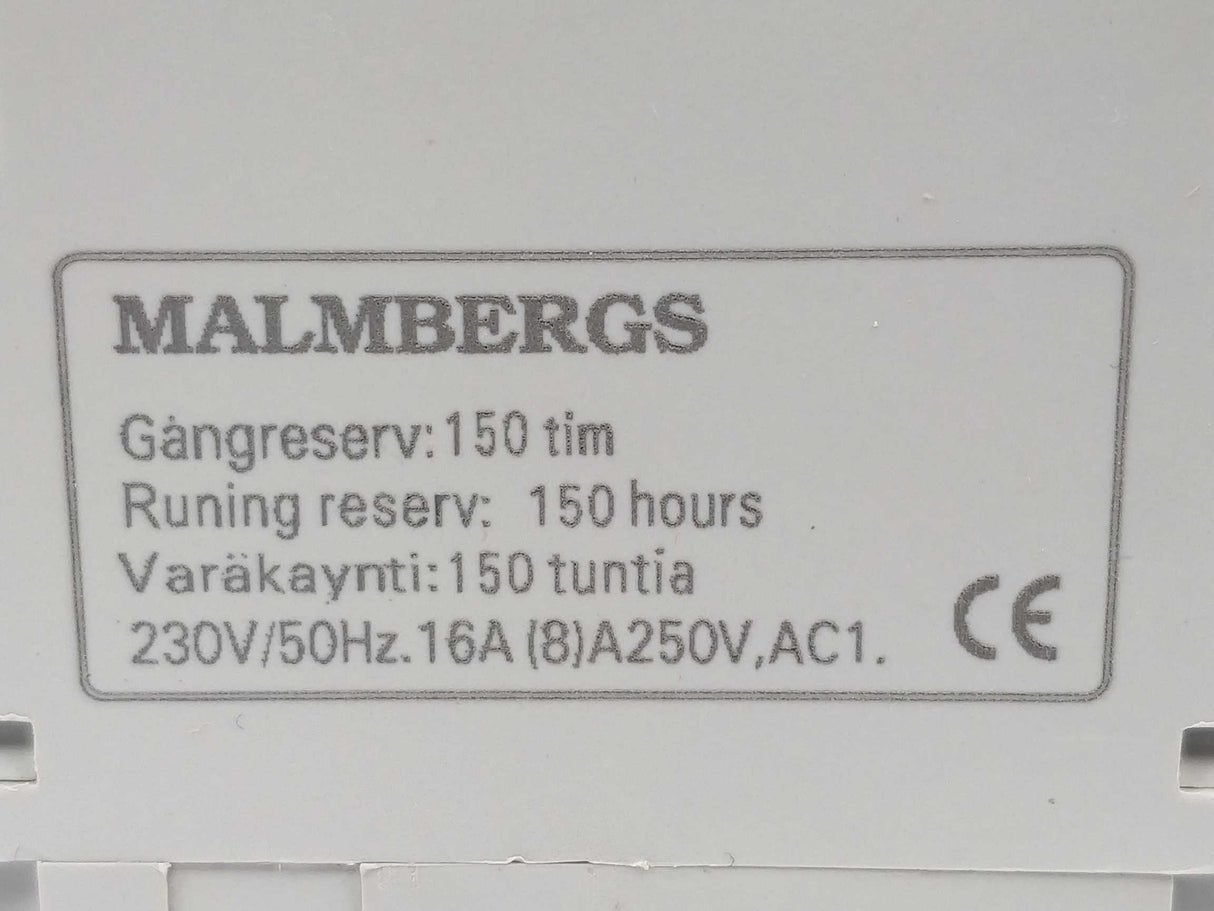 MALMBERGS
Gångreserv: 150 tim
Runing reserv: 150 hours
Varäkaynti: 150 tuntia
230V/50Hz. 16A (8)A250V, AC1.
CE